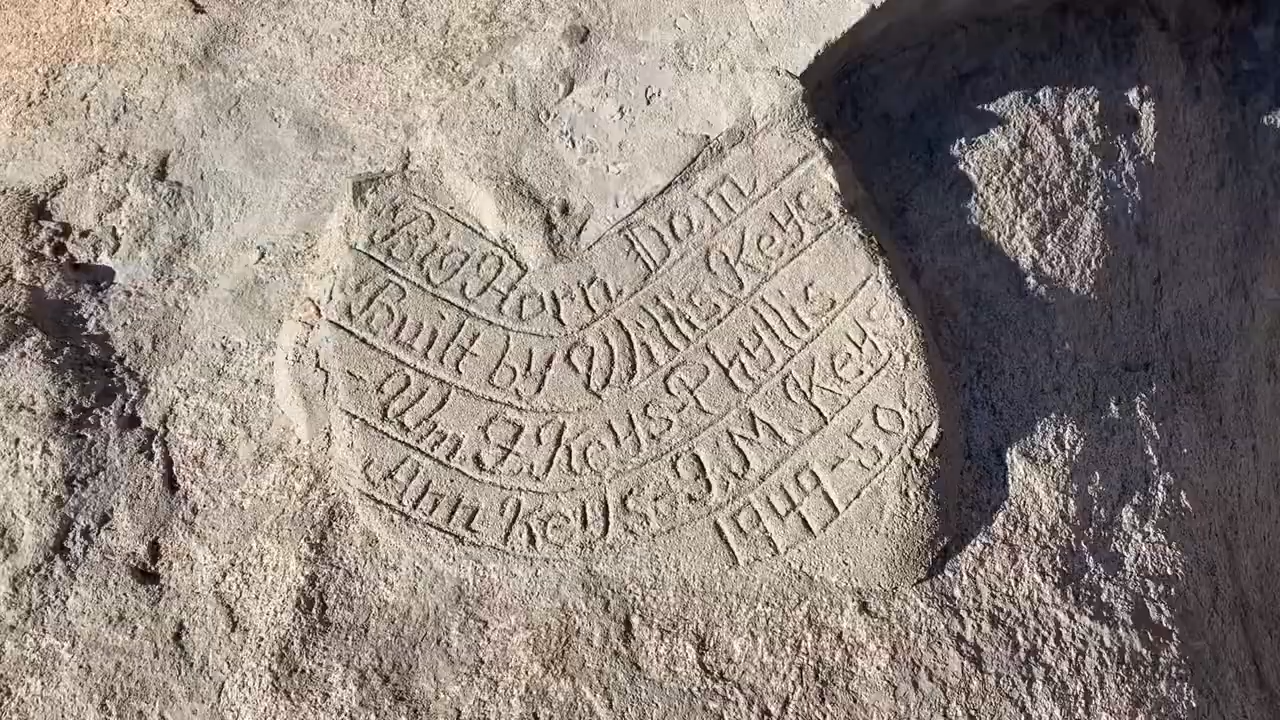 Big Horn Dam
Built by Willis Keys
-Wm. F. Keys-Phyllis
Ann Keys-F. M. Keys
1949-50